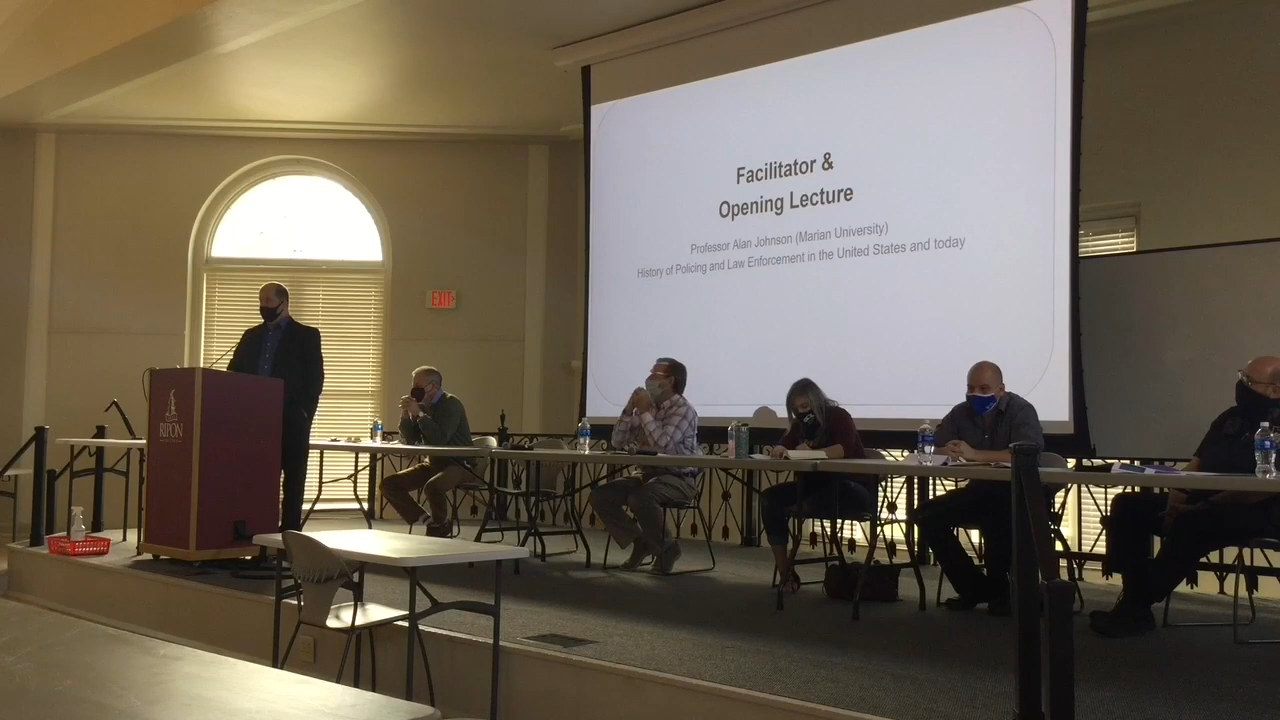 Facilitator &
Opening Lecture
Professor Alan Johnson (Marian University)
History of Policing and Law Enforcement in the United States and today
EXIT
RIPON